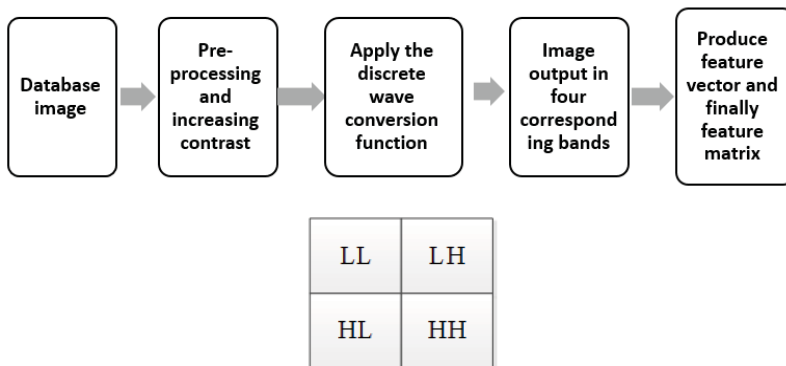 Database
image
Pre-
processing
and
increasing
contrast
Apply the
discrete
wave
conversion
function
Image
output in
four
correspond
ing bands
Produce
feature
vector and
finally
feature
matrix
LL LH
HL HH